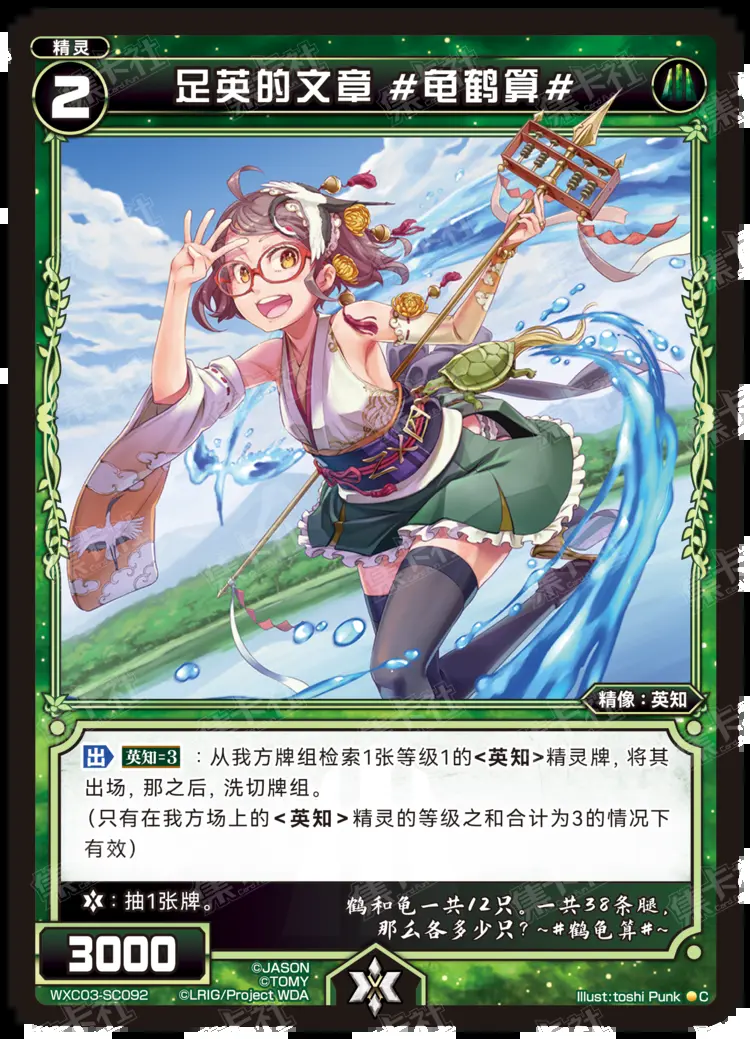 精灵
2
足英的文章 #龟鹤算#
精像：英知
出 英知=3 ：从我方牌组检索1张等级1的<英知>精灵牌, 将其
出场, 那之后, 洗切牌组。
（只有在我方场上的<英知>精灵的等级之和合计为3的情况下
有效）
：抽1张牌。
鹤和龟一共12只。一共38条腿,
那么各多少只？~#鹤龟算#~
3000
©JASON
©TOMY
WXC03-SC092 ©LRIG/Project WDA
Illust:toshi Punk C
集卡社